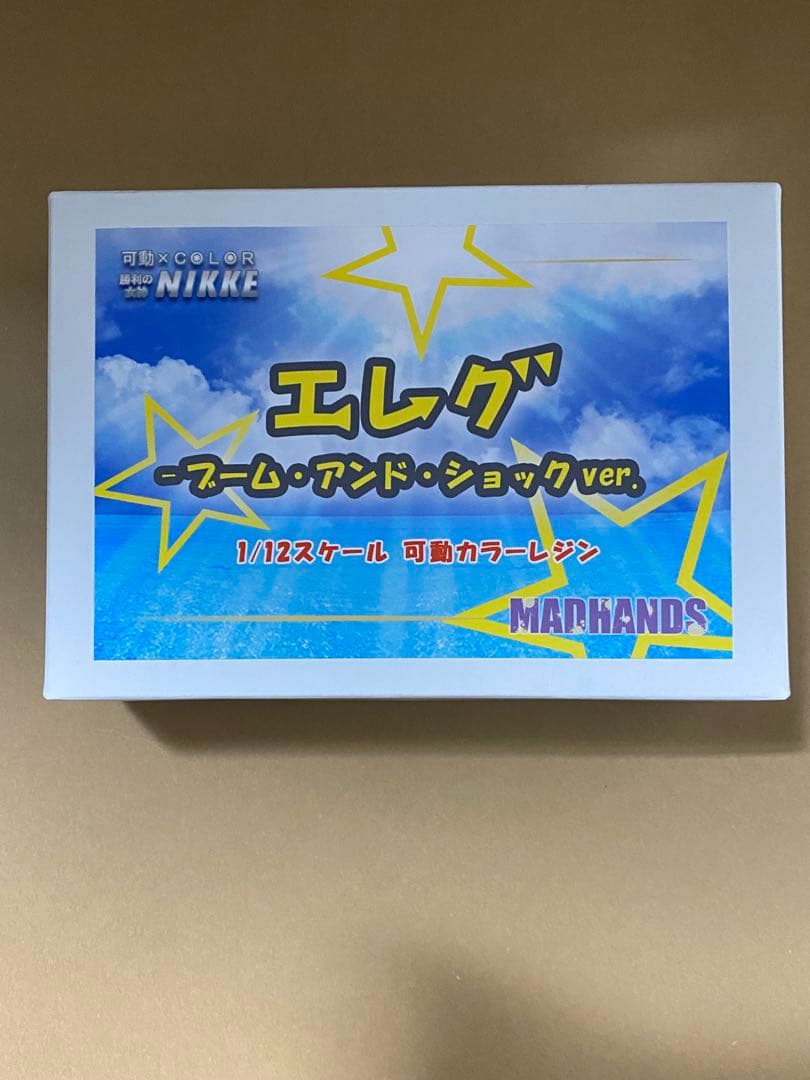 可動×COLOR
勝利の
女神
NIKKE
エレグ
-ブーム・アンド・ショックver.
1/12スケール 可動カラーレジン
MADHANDS